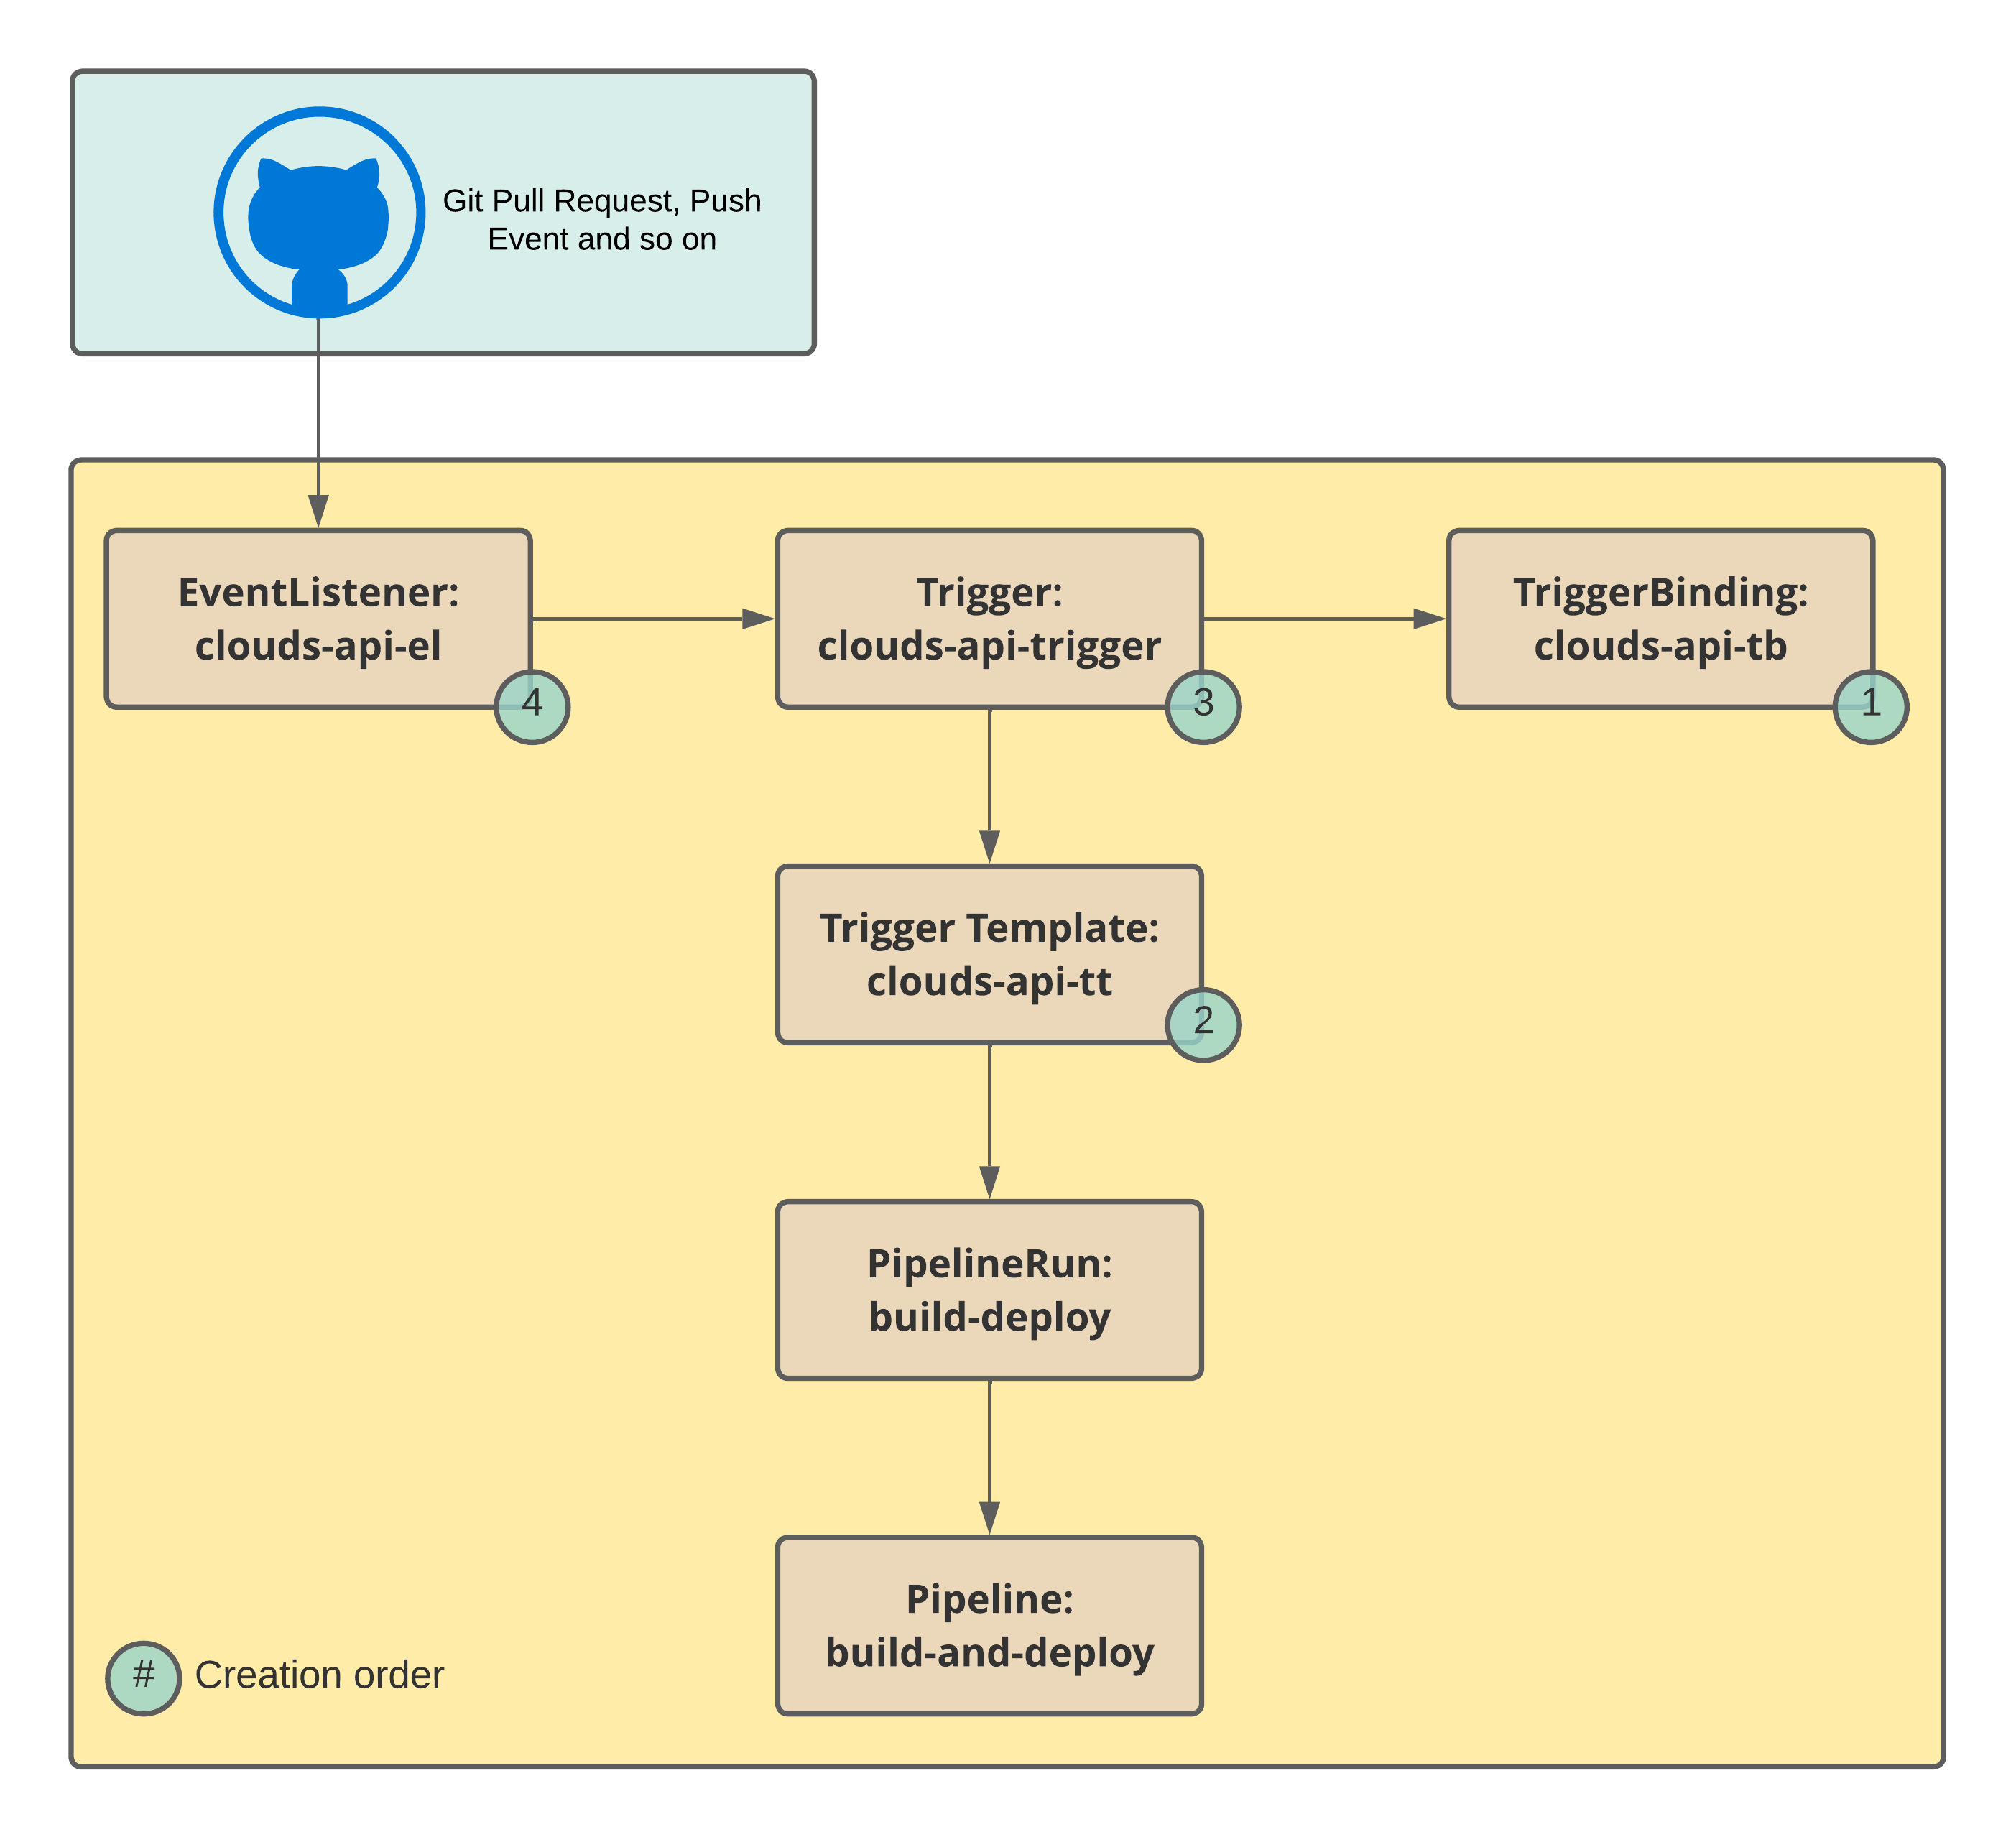 Git Pull Request, Push
Event and so on
EventListener:
clouds-api-el
4
Trigger:
clouds-api-trigger
3
TriggerBinding:
clouds-api-tb
1
Trigger Template:
clouds-api-tt
2
PipelineRun:
build-deploy
Pipeline:
build-and-deploy
# Creation order